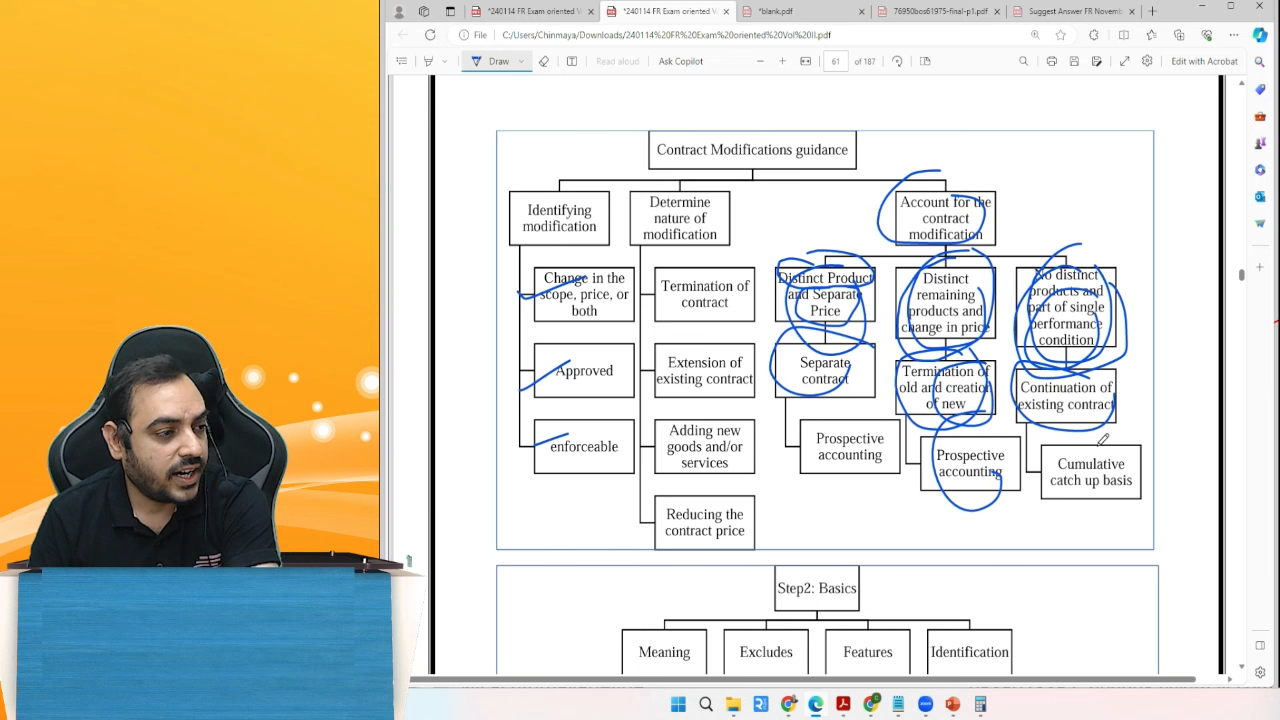 *240114 FR Exam oriented V
*240114 FR Exam oriented V
*blank.pdf
76950bos61975-final-p1.pdf
Suggest Answer FR Novemb
File
C:/Users/Chinmaya/Downloads/240114%20FR%20Exam%20oriented%20Vol%20II.pdf
Draw
Read aloud
Ask Copilot
61
of 187
Edit with Acrobat
Contract Modifications guidance
Identifying
modification
Change in the
scope, price, or
both
Approved
enforceable
Determine
nature of
modification
Termination of
contract
Extension of
existing contract
Adding new
goods and/or
services
Reducing the
contract price
Account for the
contract
modification
Distinct Product
and Separate
Price
Separate
contract
Prospective
accounting
Distinct
remaining
products and
change in price
Termination of
old and creation
of new
Prospective
accounting
No distinct
products and
part of single
performance
condition
Continuation of
existing contract
Cumulative
catch up basis
Step2: Basics
Meaning
Excludes
Features
Identification